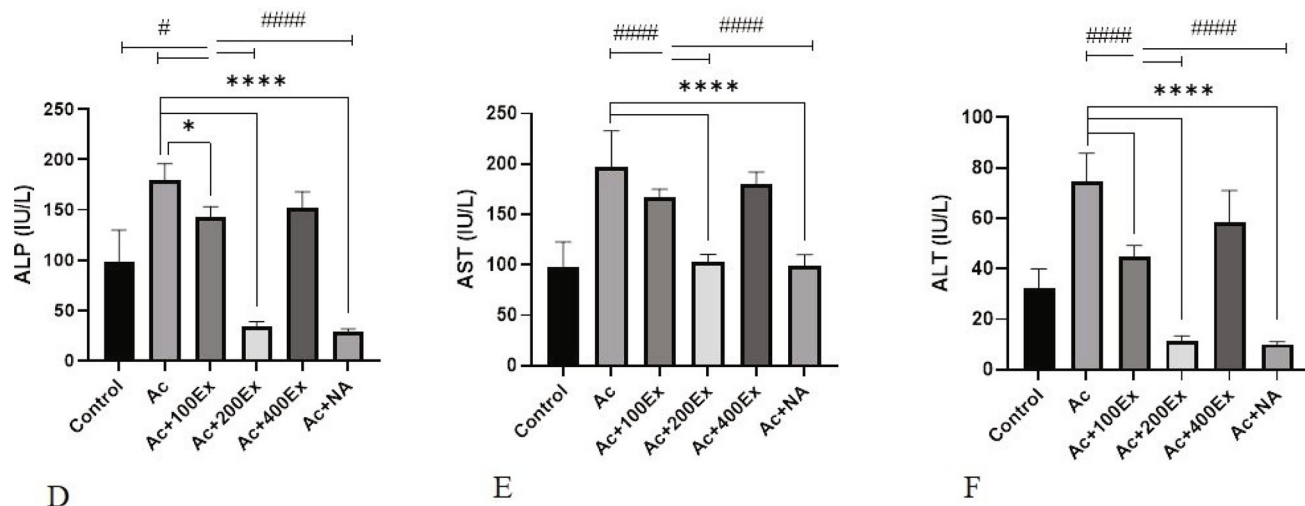 #
####
****
*
ALP (IU/L)
250
200
150
100
50
0
Control
Ac
Ac+100Ex
Ac+200Ex
Ac+400Ex
Ac+NA
D
####
####
****
AST (IU/L)
250
200
150
100
50
0
Control
Ac
Ac+100Ex
Ac+200Ex
Ac+400Ex
Ac+NA
E
####
####
****
ALT (IU/L)
100
80
60
40
20
0
Control
Ac
Ac+100Ex
Ac+200Ex
Ac+400Ex
Ac+NA
F